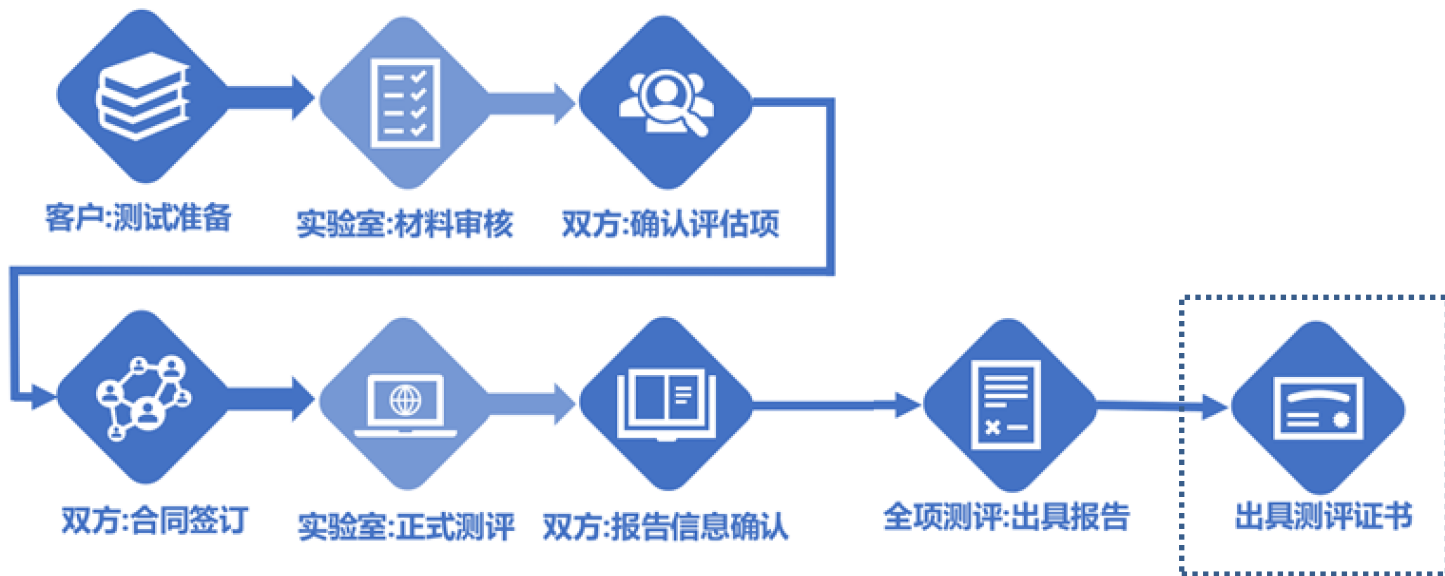 客户:测试准备
实验室:材料审核
双方:确认评估项
双方:合同签订
实验室:正式测评
双方:报告信息确认
全项测评:出具报告
出具测评证书